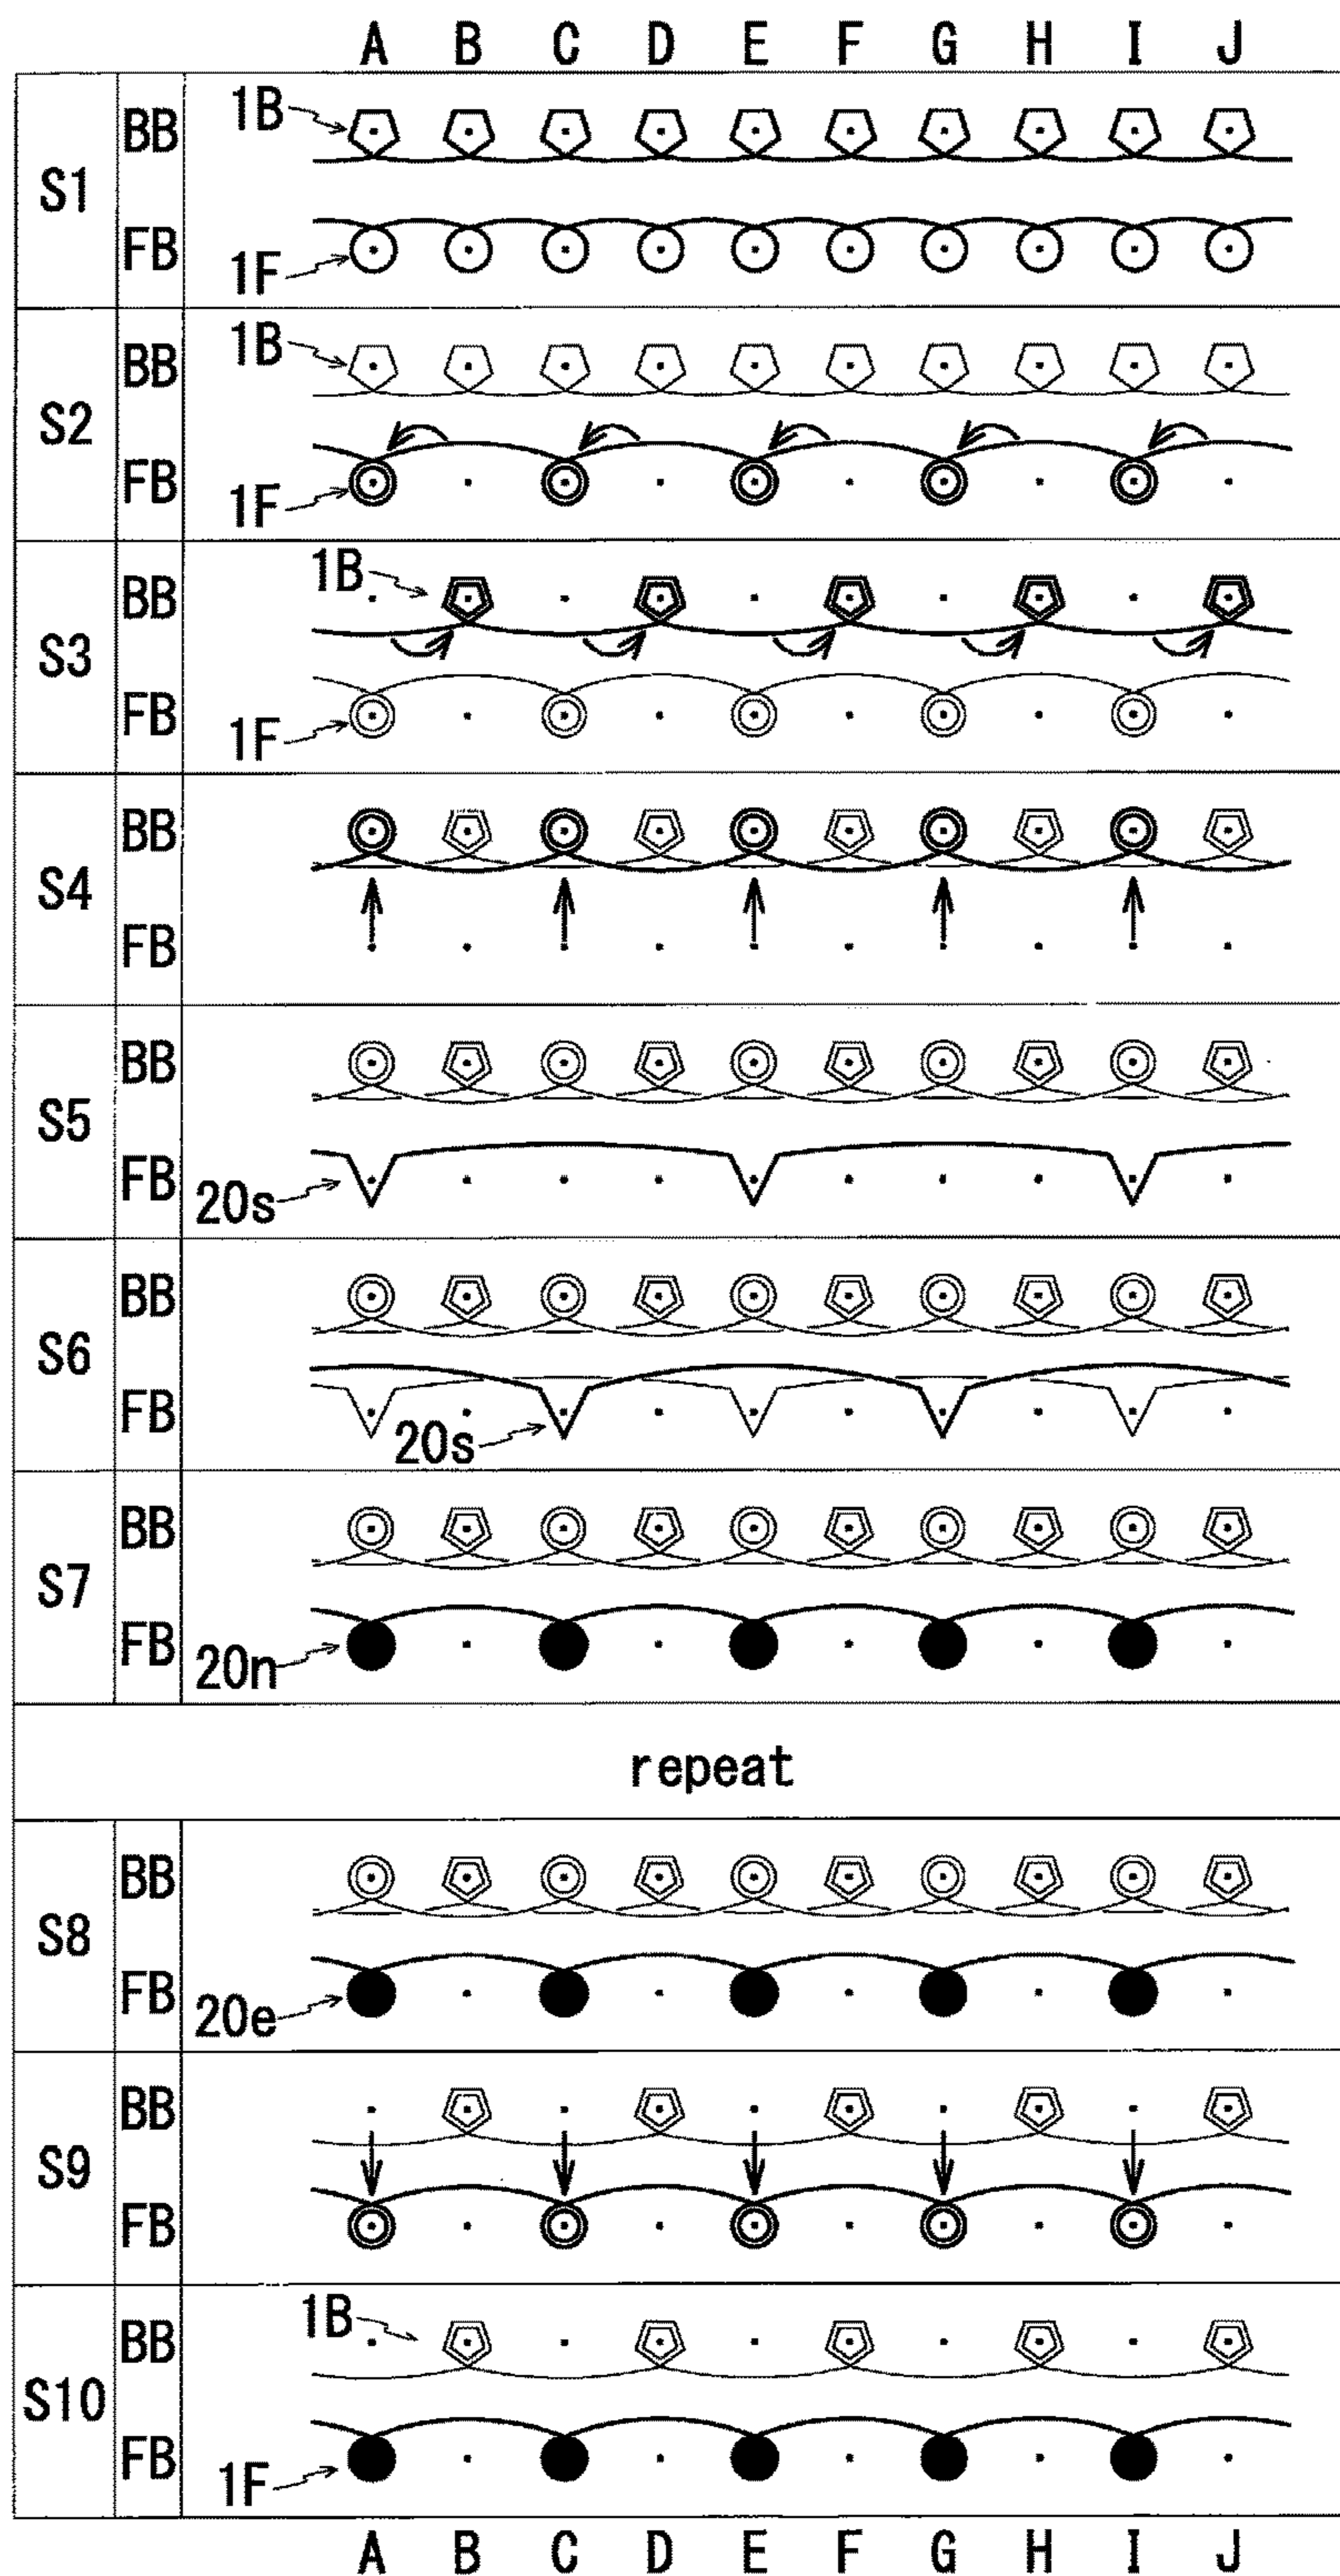 A B C D E F G H I J
S1 BB 1B
FB 1F
S2 BB 1B
FB 1F
S3 BB 1B
FB 1F
S4 BB
FB
S5 BB
FB 20s
S6 BB
FB 20s
S7 BB
FB 20n
repeat
S8 BB
FB 20e
S9 BB
FB
S10 BB 1B
FB 1F
A B C D E F G H I J